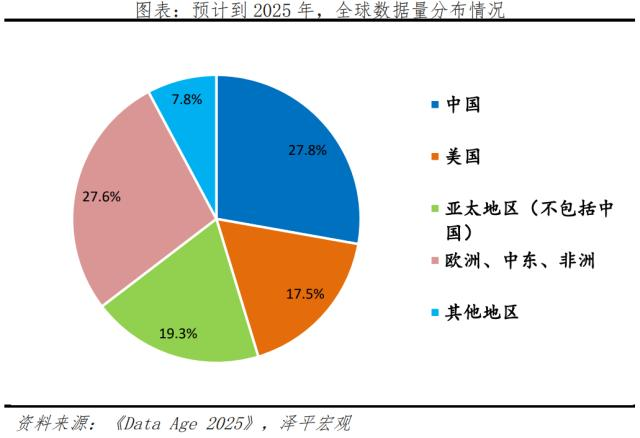 图表：预计到 2025 年，全球数据量分布情况
7.8%
27.8%
27.6%
17.5%
19.3%
中国
美国
亚太地区（不包括中
国）
欧洲、中东、非洲
其他地区
资料来源：《Data Age 2025》，泽平宏观